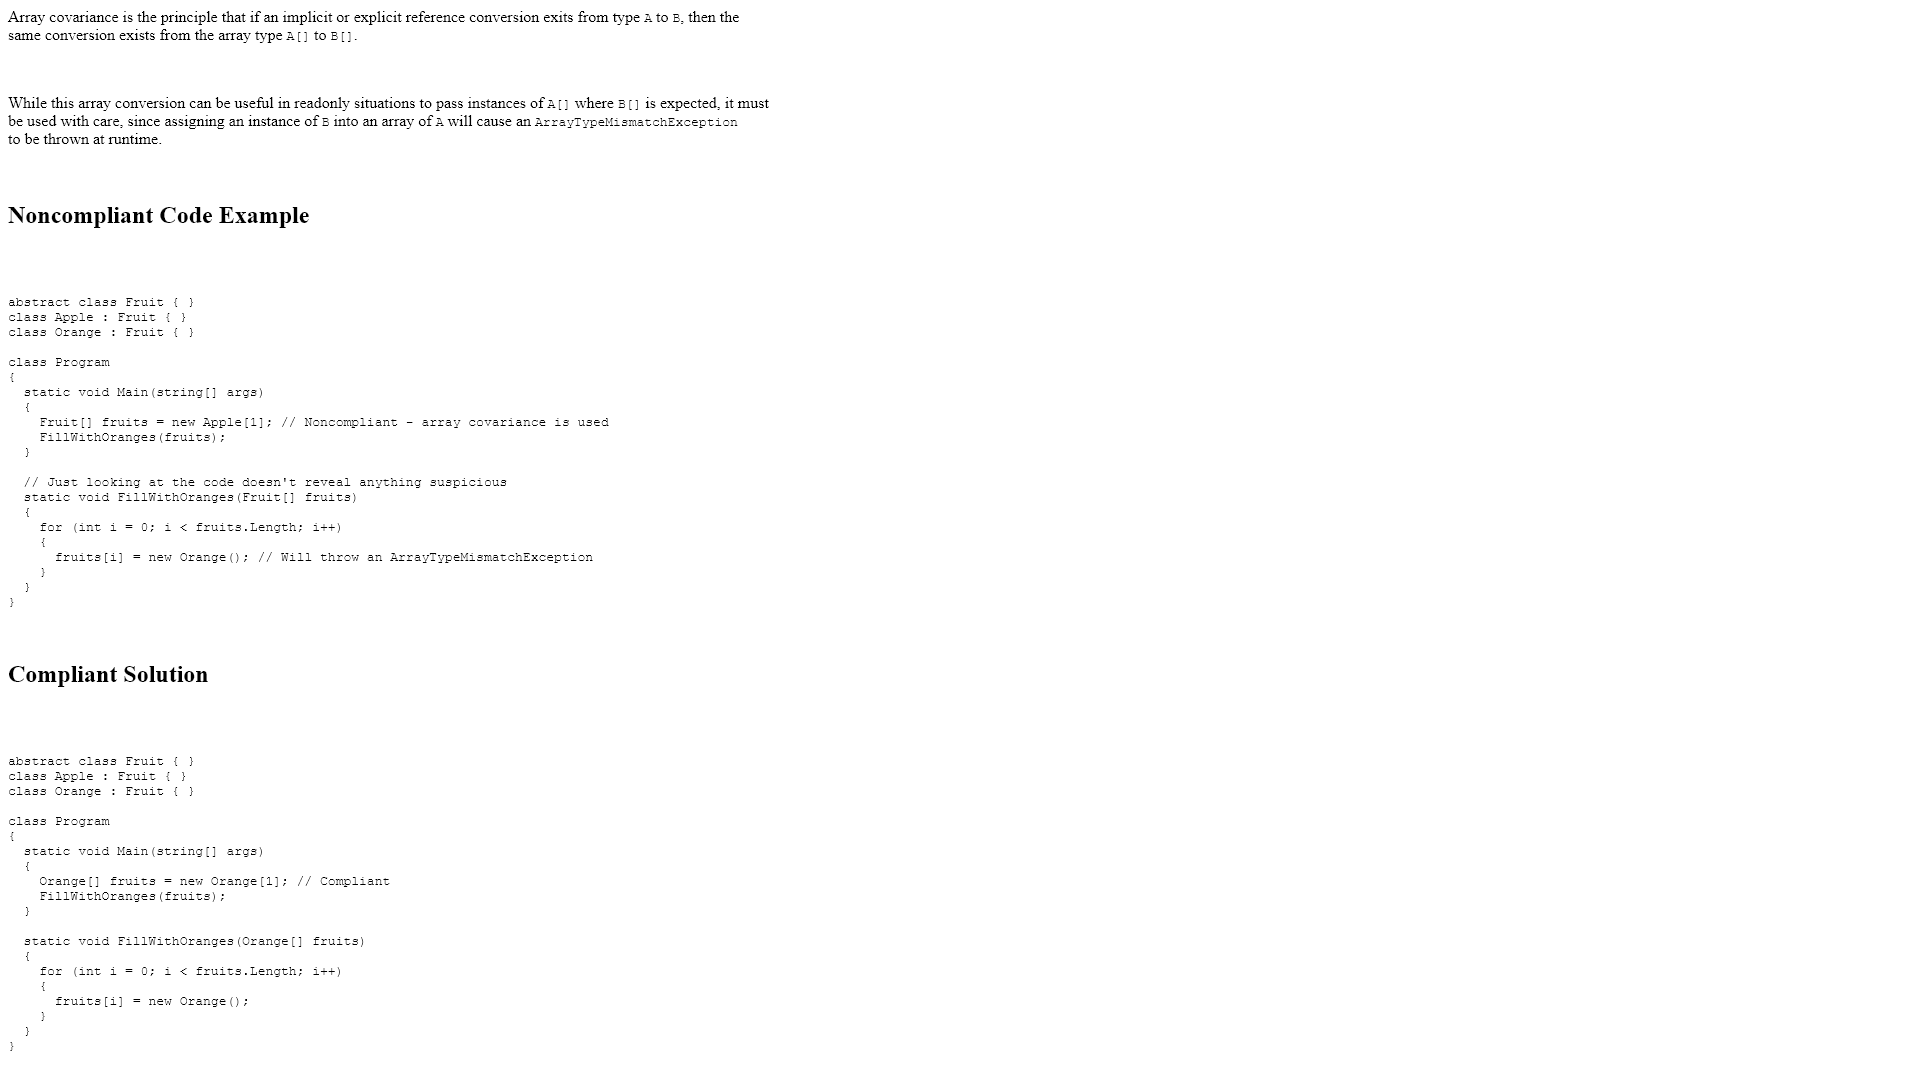 Array covariance is the principle that if an implicit or explicit reference conversion exits from type A to B, then the
same conversion exists from the array type A[] to B[].
While this array conversion can be useful in readonly situations to pass instances of A[] where B[] is expected, it must
be used with care, since assigning an instance of B into an array of A will cause an ArrayTypeMismatchException
to be thrown at runtime.
Noncompliant Code Example
abstract class Fruit { }
class Apple : Fruit { }
class Orange : Fruit { }
class Program
{
  static void Main(string[] args)
  {
    Fruit[] fruits = new Apple[1]; // Noncompliant - array covariance is used
    FillWithOranges(fruits);
  }
  // Just looking at the code doesn't reveal anything suspicious
  static void FillWithOranges(Fruit[] fruits)
  {
    for (int i = 0; i < fruits.Length; i++)
    {
      fruits[i] = new Orange(); // Will throw an ArrayTypeMismatchException
    }
  }
}
Compliant Solution
abstract class Fruit { }
class Apple : Fruit { }
class Orange : Fruit { }
class Program
{
  static void Main(string[] args)
  {
    Orange[] fruits = new Orange[1]; // Compliant
    FillWithOranges(fruits);
  }
  static void FillWithOranges(Orange[] fruits)
  {
    for (int i = 0; i < fruits.Length; i++)
    {
      fruits[i] = new Orange();
    }
  }
}